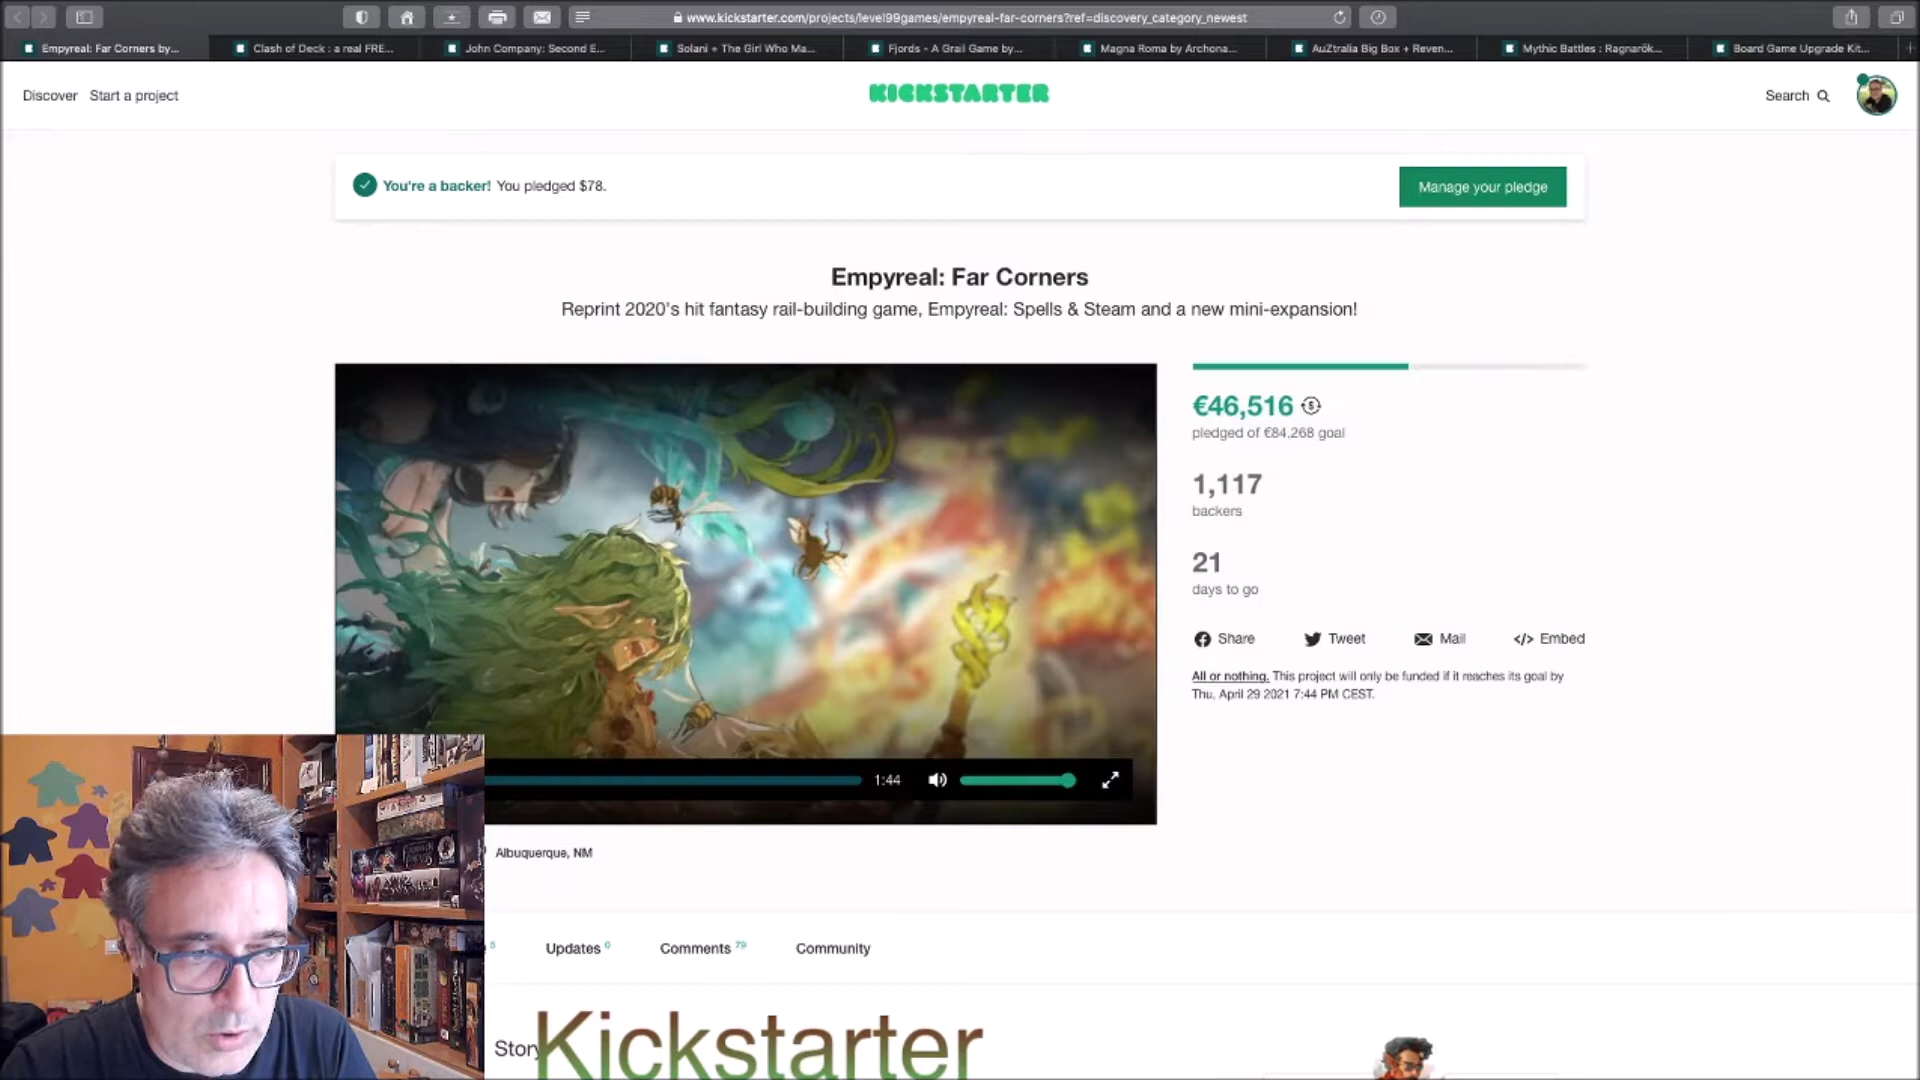 www.kickstarter.com/projects/level99games/empyreal-far-corners?ref=discovery_category_newest
Empyreal: Far Corners by...
Clash of Deck : a real FRE...
John Company: Second E...
Solani + The Girl Who Ma...
Fjords - A Grail Game by...
Magna Roma by Archona...
AuZtralia Big Box + Reven...
Mythic Battles : Ragnarök...
Board Game Upgrade Kit...
Discover Start a project
KICKSTARTER
Search
You're a backer! You pledged $78.
Manage your pledge
Empyreal: Far Corners
Reprint 2020's hit fantasy rail-building game, Empyreal: Spells & Steam and a new mini-expansion!
€46,516
pledged of €84,268 goal
1,117
backers
21
days to go
Share Tweet Mail </> Embed
All or nothing. This project will only be funded if it reaches its goal by
Thu, April 29 2021 7:44 PM CEST.
1:44
Albuquerque, NM
5 Updates 0 Comments 79 Community
Story
Kickstarter